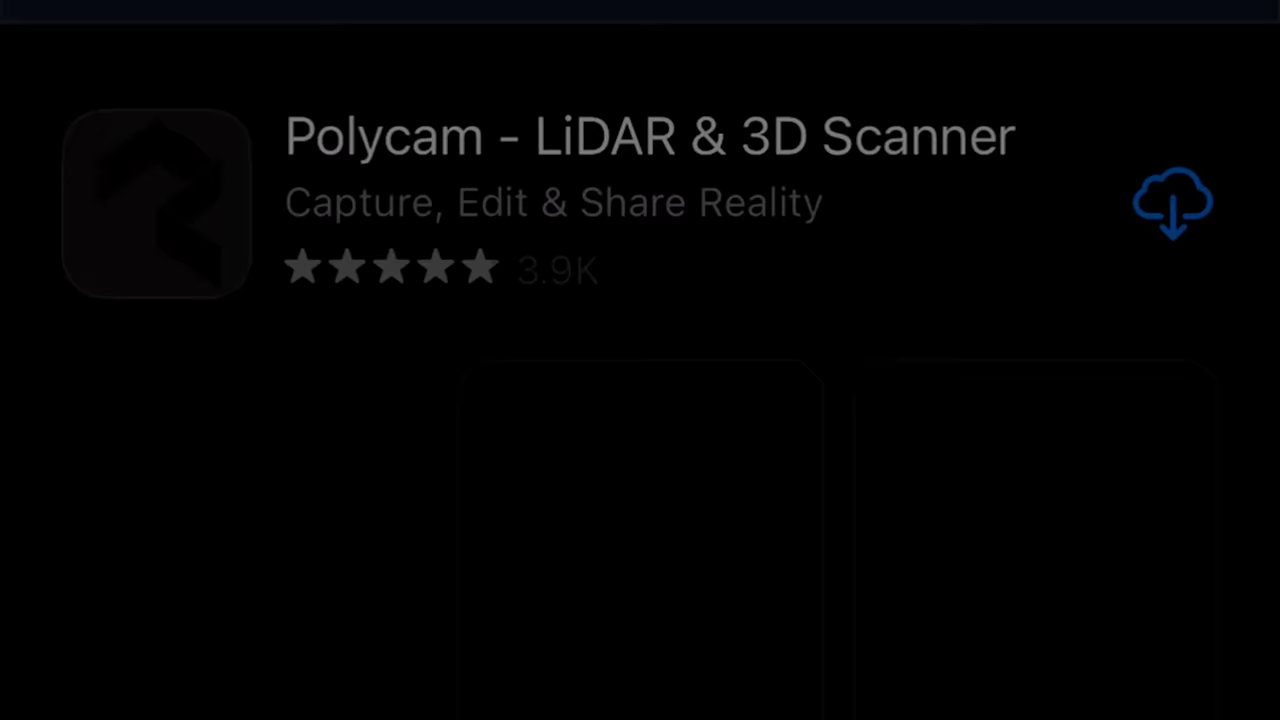 Polycam - LiDAR & 3D Scanner
Capture, Edit & Share Reality
3.9K